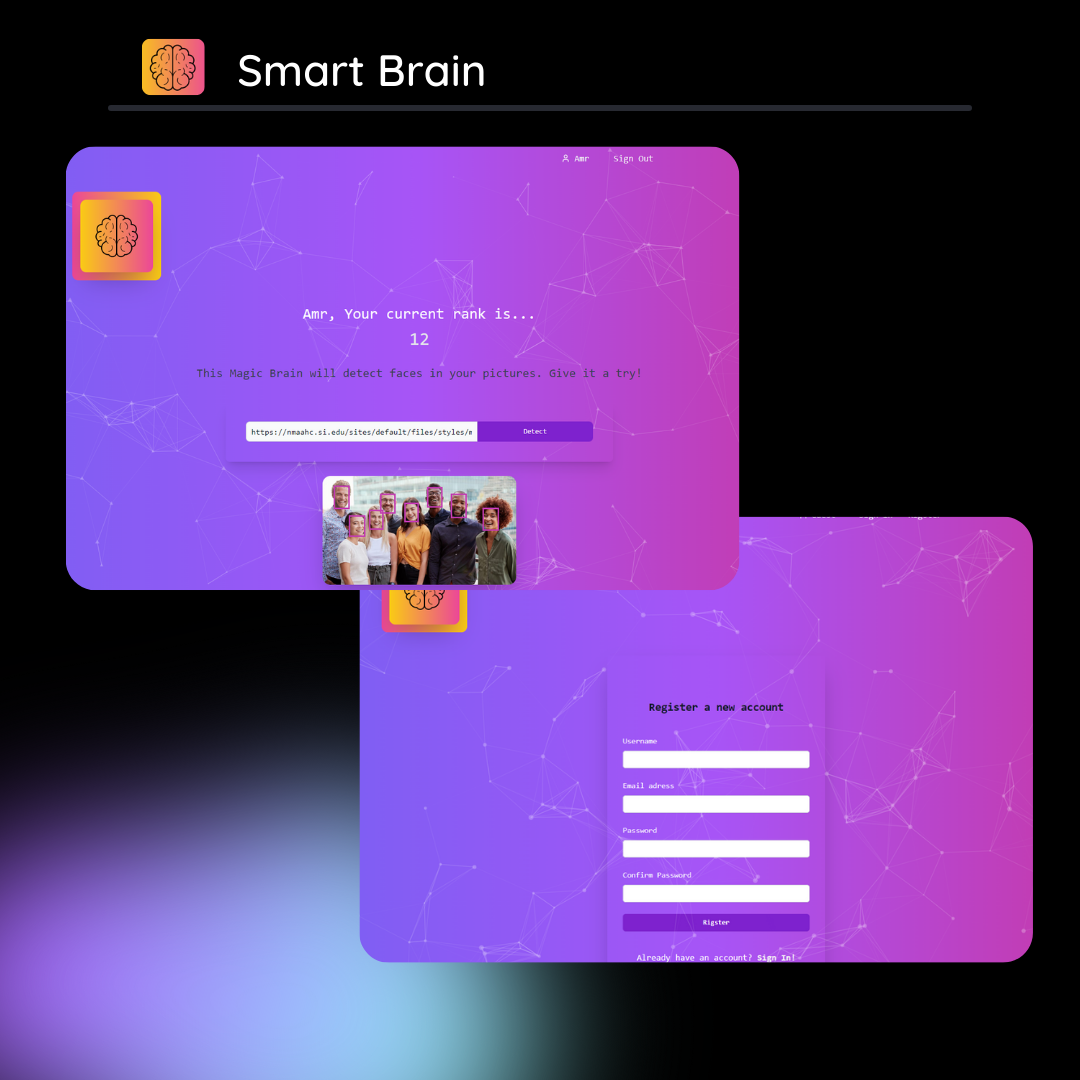 Smart Brain
Amr
Sign Out
Amr, Your current rank is...
12
This Magic Brain will detect faces in your pictures. Give it a try!
https://nmaahc.si.edu/sites/default/files/styles/m
Detect
Register a new account
Username
Email adress
Password
Confirm Password
Rigster
Already have an account? Sign In!